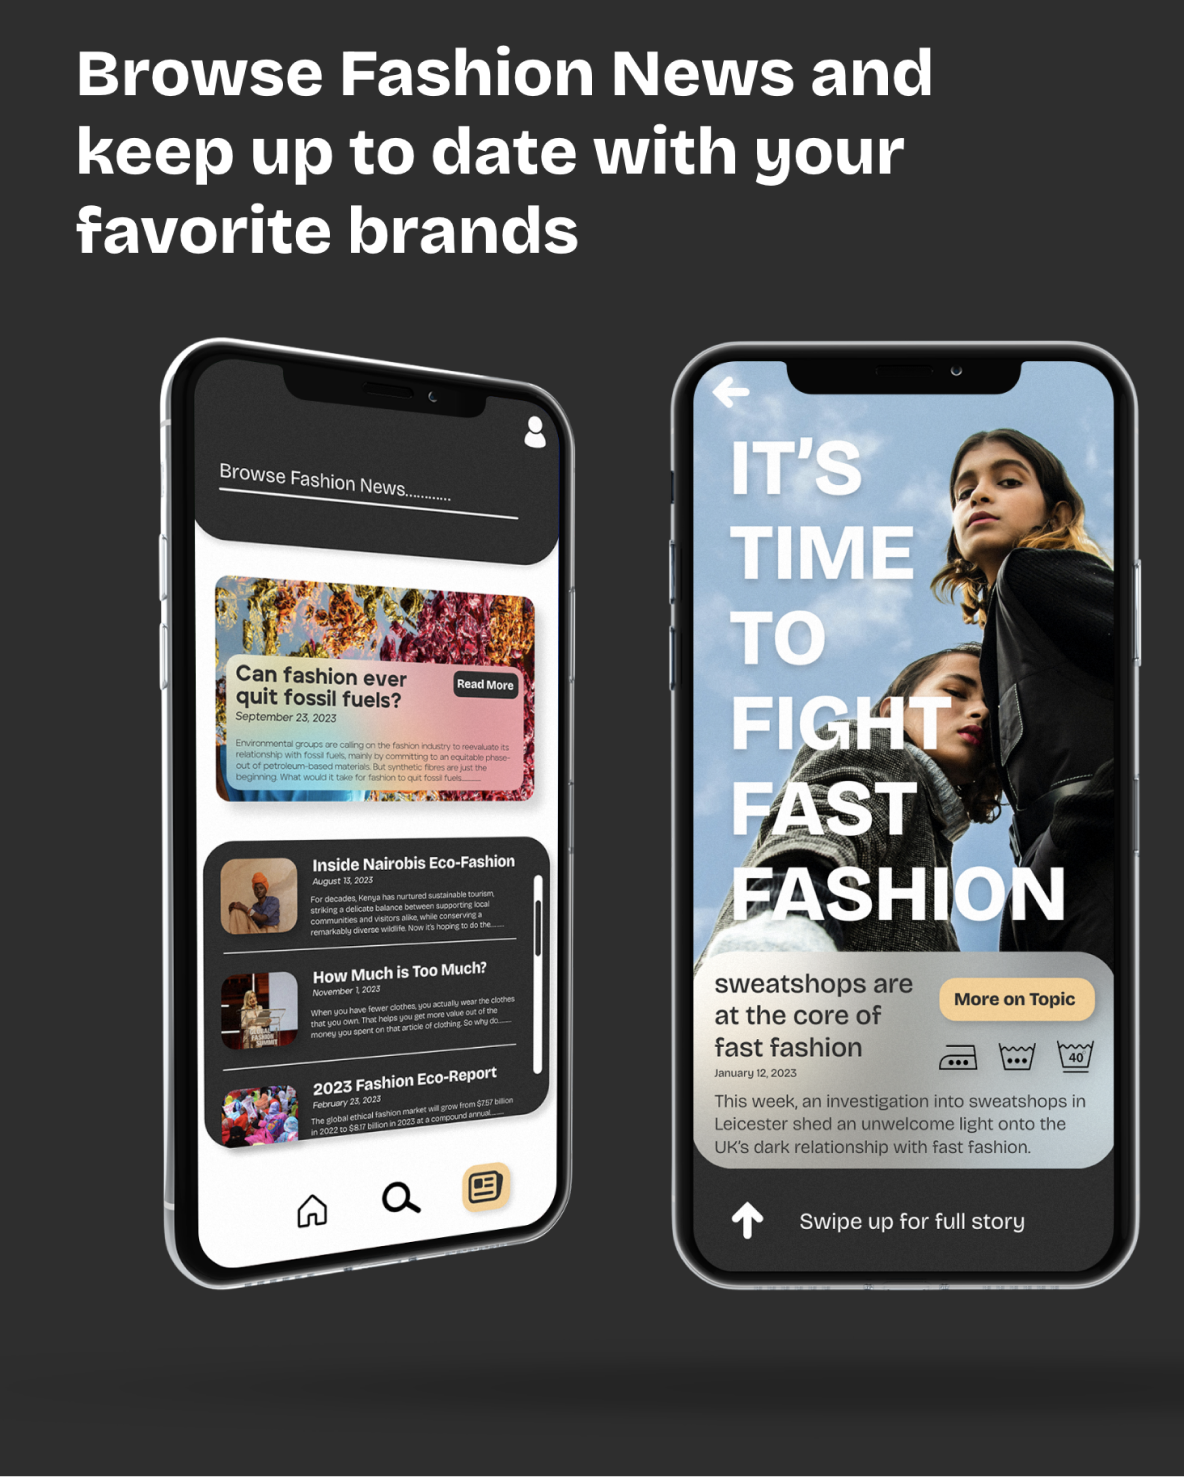 Browse Fashion News and
keep up to date with your
favorite brands
Browse Fashion News...........
Can fashion ever
quit fossil fuels?
Read More
September 23, 2023
Environmental groups are calling on the fashion industry to reevaluate its
relationship with fossil fuels, mainly by committing to an equitable phase-
out of petroleum-based materials. But synthetic fibres are just the
beginning. What would it take for fashion to quit fossil fuels........
Inside Nairobis Eco-Fashion
August 13, 2023
For decades, Kenya has nurtured sustainable tourism,
striking a delicate balance between supporting local
communities and visitors alike, while conserving a
remarkably diverse wildlife. Now it's hoping to do the......
How Much is Too Much?
November 1, 2023
When you have fewer clothes, you actually wear the clothes
that you own. That helps you get more value out of the
money you spent on that article of clothing. So why do......
GLOBAL
FASHION
SUMMIT
2023 Fashion Eco-Report
February 23, 2023
The global ethical fashion market will grow from $7.57 billion
in 2022 to $8.17 billion in 2023 at a compound annual......
IT'S
TIME
TO
FIGHT
FAST
FASHION
sweatshops are
at the core of
fast fashion
More on Topic
January 12, 2023
40
This week, an investigation into sweatshops in
Leicester shed an unwelcome light onto the
UK's dark relationship with fast fashion.
Swipe up for full story